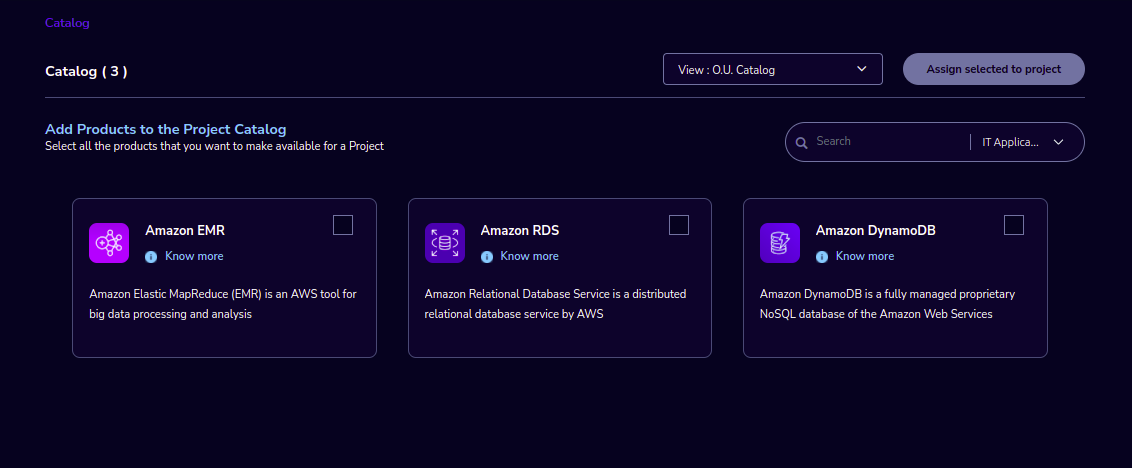 Catalog
Catalog ( 3 )
View : O.U. Catalog
Assign selected to project
Add Products to the Project Catalog
Select all the products that you want to make available for a Project
Search
IT Applica...
Amazon EMR
Know more
Amazon Elastic MapReduce (EMR) is an AWS tool for
big data processing and analysis
Amazon RDS
Know more
Amazon Relational Database Service is a distributed
relational database service by AWS
Amazon DynamoDB
Know more
Amazon DynamoDB is a fully managed proprietary
NoSQL database of the Amazon Web Services